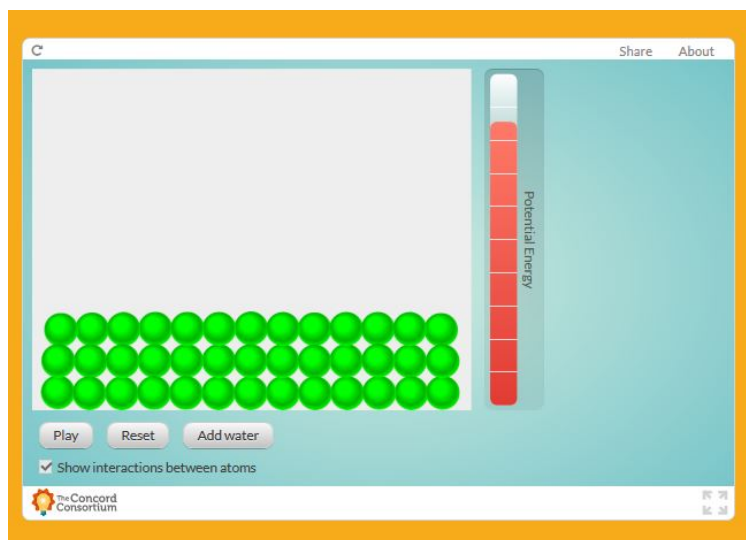 Share About
Potential Energy
Play Reset Add water
Show interactions between atoms
The Concord
Consortium